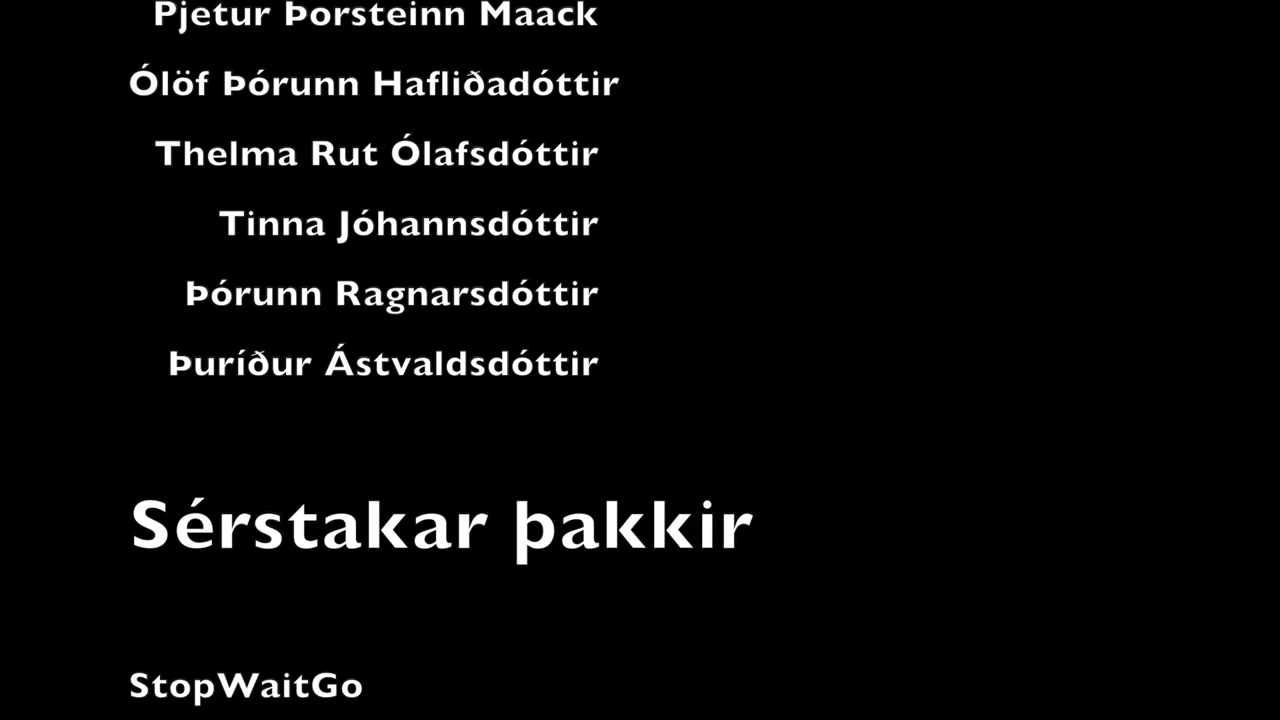 Pjetur Þorsteinn Maack
Ólöf Þórunn Hafliðadóttir
Thelma Rut Ólafsdóttir
Tinna Jóhannsdóttir
Þórunn Ragnarsdóttir
Þuríður Ástvaldsdóttir
Sérstakar þakkir
StopWaitGo